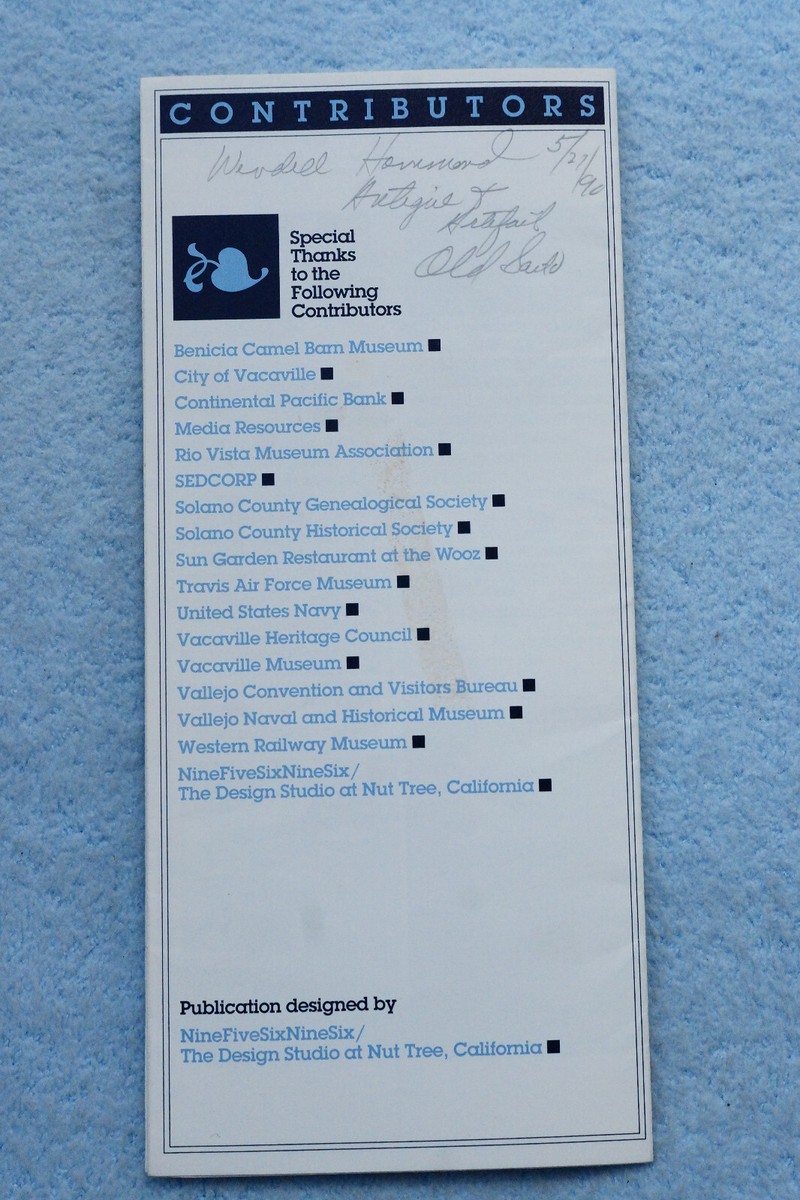 CONTRIBUTORS
Wendell Hammond 5/27/90
Antique &
Old Sacto
Special
Thanks
to the
Following
Contributors
Benicia Camel Barn Museum ■
City of Vacaville ■
Continental Pacific Bank ■
Media Resources ■
Rio Vista Museum Association ■
SEDCORP ■
Solano County Genealogical Society ■
Solano County Historical Society ■
Sun Garden Restaurant at the Wooz ■
Travis Air Force Museum ■
United States Navy ■
Vacaville Heritage Council ■
Vacaville Museum ■
Vallejo Convention and Visitors Bureau ■
Vallejo Naval and Historical Museum ■
Western Railway Museum ■
NineFiveSixNineSix/
The Design Studio at Nut Tree, California ■
Publication designed by
NineFiveSixNineSix/
The Design Studio at Nut Tree, California ■